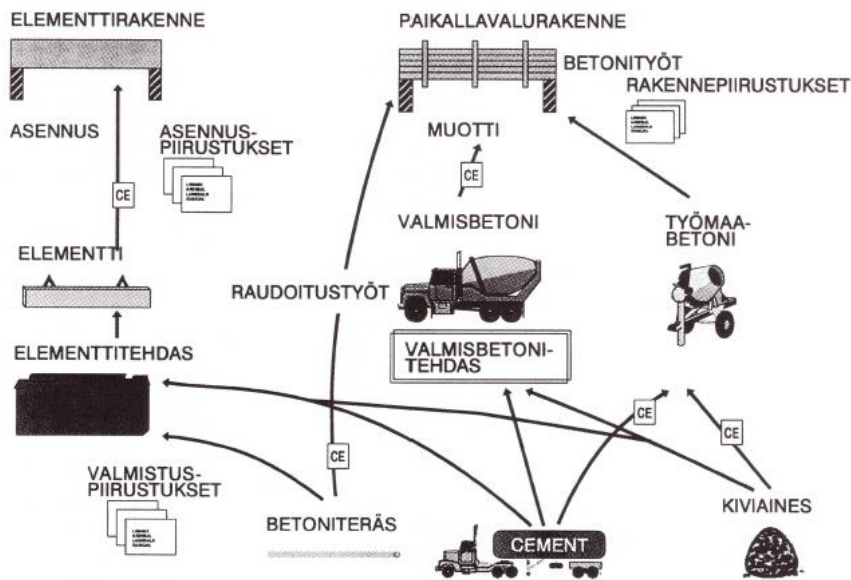 ELEMENTTIRAKENNE
PAIKALLAVALURAKENNE
BETONITYÖT
RAKENNEPIIRUSTUKSET
ASENNUS
ASENNUS-
PIIRUSTUKSET
MUOTTI
CE
CE
VALMISBETONI
TYÖMAA-
BETONI
ELEMENTTI
RAUDOITUSTYÖT
ELEMENTTITEHDAS
VALMISBETONI-
TEHDAS
CE
CE
CE
VALMISTUS-
PIIRUSTUKSET
BETONITERÄS
CEMENT
KIVIAINES